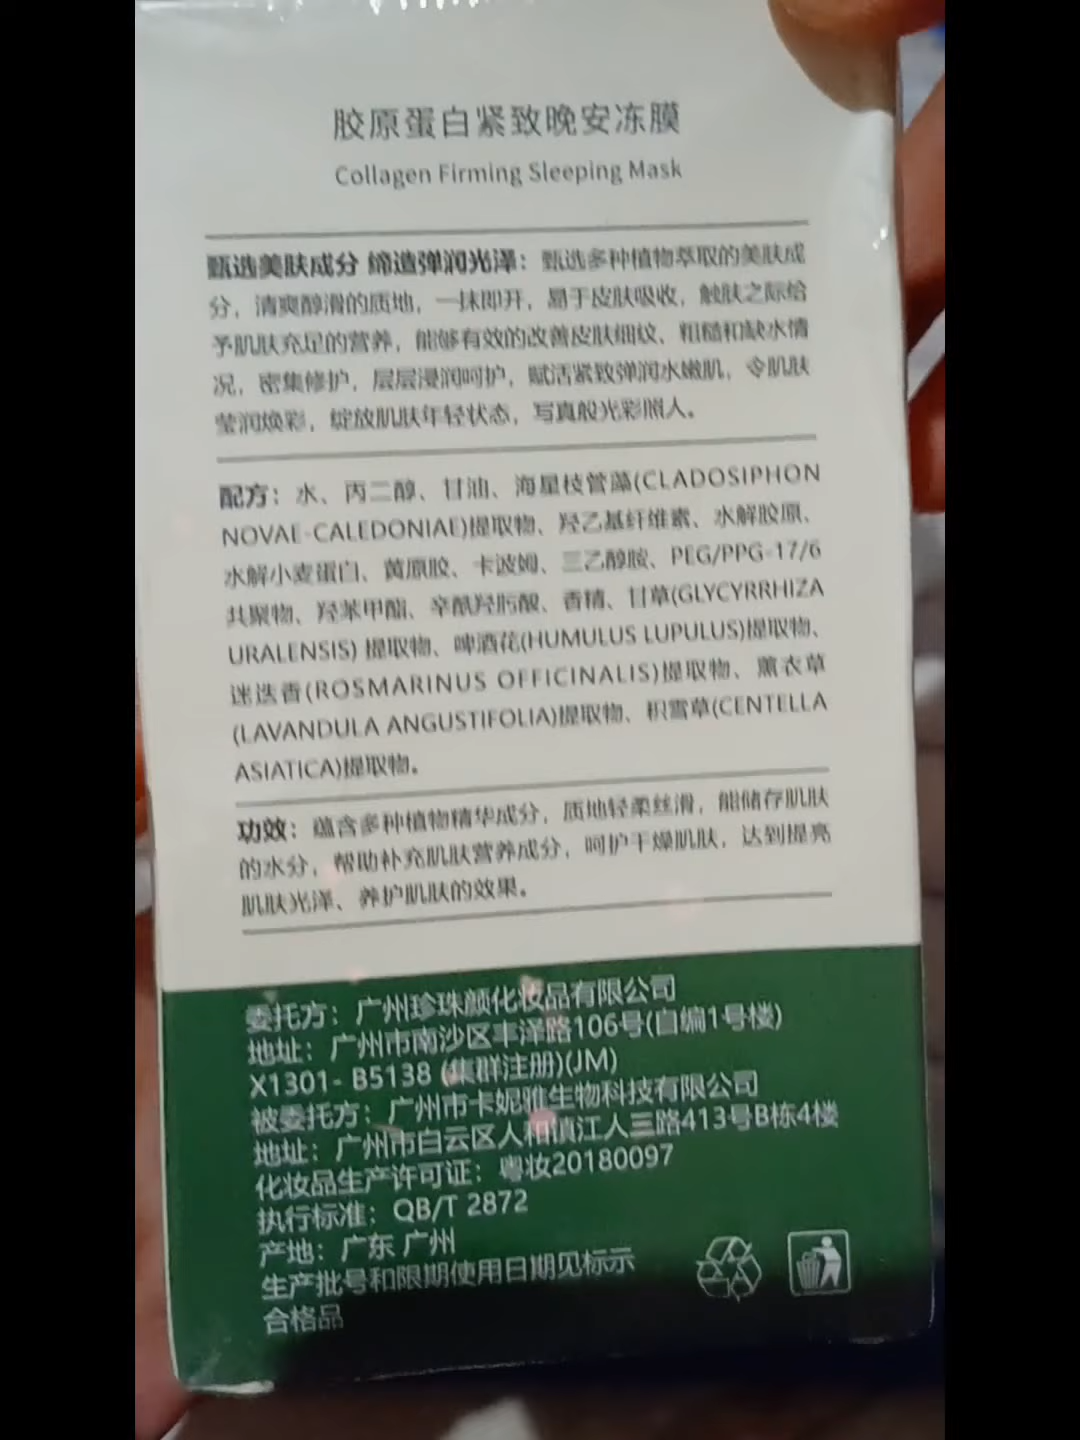 胶原蛋白紧致晚安冻膜
Collagen Firming Sleeping Mask
甄选美肤成分 缔造弹润光泽：甄选多种植物萃取的美肤成
分，清爽醇滑的质地，一抹即开，易于皮肤吸收，触肤之际给
予肌肤充足的营养，能够有效的改善皮肤细纹、粗糙和缺水情
况，密集修护，层层浸润呵护，赋活紧致弹润水嫩肌，令肌肤
莹润焕彩，绽放肌肤年轻状态，写真般光彩照人。
配方：水、丙二醇、甘油、海星枝管藻(CLADOSIPHON
NOVAE-CALEDONIAE)提取物、羟乙基纤维素、水解胶原、
水解小麦蛋白、黄原胶、卡波姆、三乙醇胺、PEG/PPG-17/6
共聚物、羟苯甲酯、辛酰羟肟酸、香精、甘草(GLYCYRRHIZA
URALENSIS) 提取物、啤酒花(HUMULUS LUPULUS)提取物、
迷迭香(ROSMARINUS OFFICINALIS)提取物、薰衣草
(LAVANDULA ANGUSTIFOLIA)提取物、积雪草(CENTELLA
ASIATICA)提取物。
功效：蕴含多种植物精华成分，质地轻柔丝滑，能储存肌肤
的水分，帮助补充肌肤营养成分，呵护干燥肌肤，达到提亮
肌肤光泽、养护肌肤的效果。
委托方：广州珍珠颜化妆品有限公司
地址：广州市南沙区丰泽路106号(自编1号楼)
X1301- B5138 (集群注册)(JM)
被委托方：广州市卡妮雅生物科技有限公司
地址：广州市白云区人和镇江人三路413号B栋4楼
化妆品生产许可证：粤妆20180097
执行标准：QB/T 2872
产地：广东 广州
生产批号和限期使用日期见标示
合格品